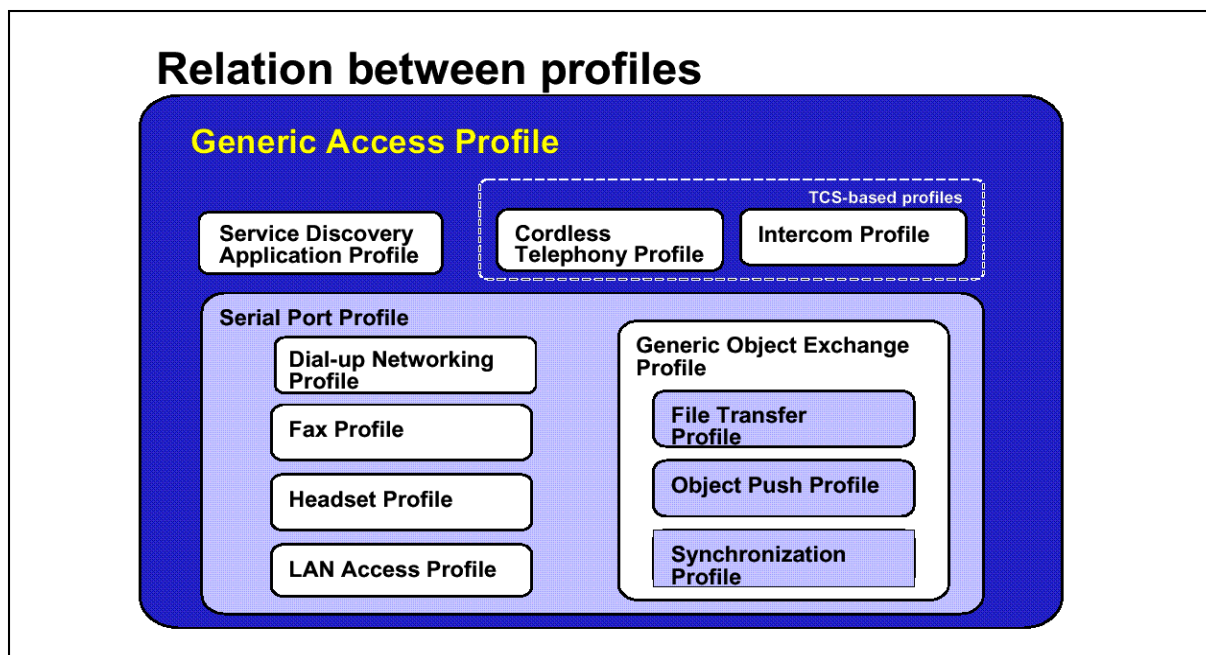 Relation between profiles
Generic Access Profile
TCS-based profiles
Service Discovery
Application Profile
Cordless
Telephony Profile
Intercom Profile
Serial Port Profile
Dial-up Networking
Profile
Fax Profile
Headset Profile
LAN Access Profile
Generic Object Exchange
Profile
File Transfer
Profile
Object Push Profile
Synchronization
Profile